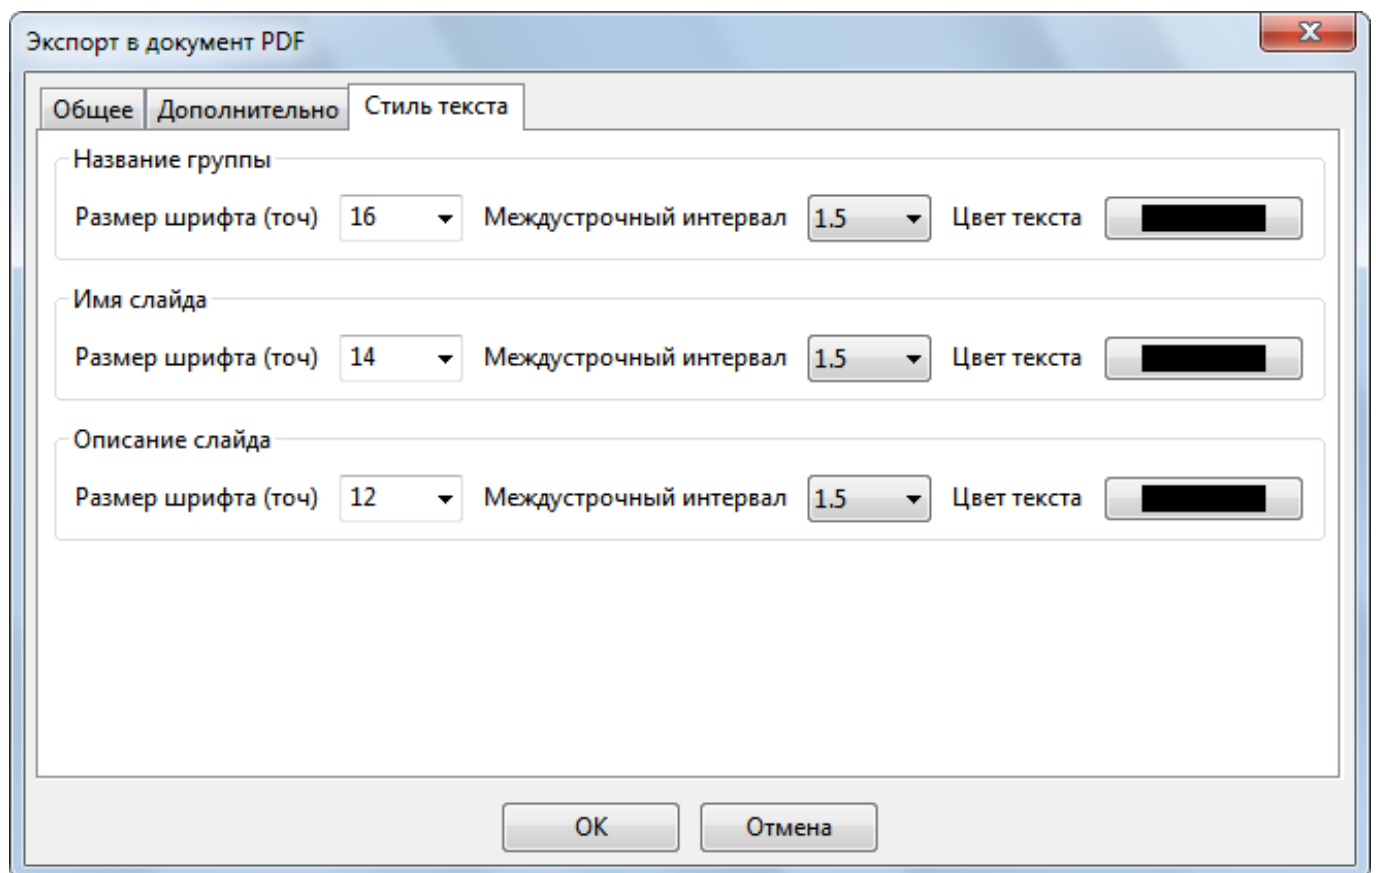 Экспорт в документ PDF
Общее Дополнительно Стиль текста
Название группы
Размер шрифта (точ) 16 Междустрочный интервал 1.5 Цвет текста
Имя слайда
Размер шрифта (точ) 14 Междустрочный интервал 1.5 Цвет текста
Описание слайда
Размер шрифта (точ) 12 Междустрочный интервал 1.5 Цвет текста
OK Отмена